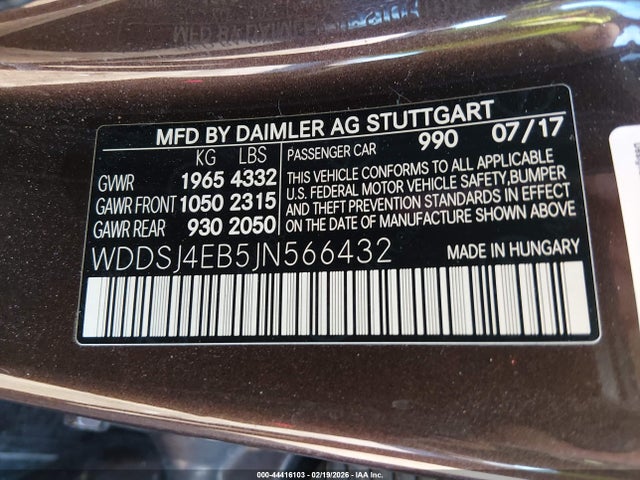 MFD BY DAIMLER AG STUTTGART
KG LBS
GWWR 1965 4332
GAWR FRONT 1050 2315
GAWR REAR 930 2050
PASSENGER CAR 990 07/17
THIS VEHICLE CONFORMS TO ALL APPLICABLE
U.S. FEDERAL MOTOR VEHICLE SAFETY,BUMPER
AND THEFT PREVENTION STANDARDS IN EFFECT
ON DATE OF MANUFACTURE SHOWN ABOVE
WDDSJ4EB5JN566432
MADE IN HUNGARY
000-44416103 - 02/19/2026 - IAA Inc.